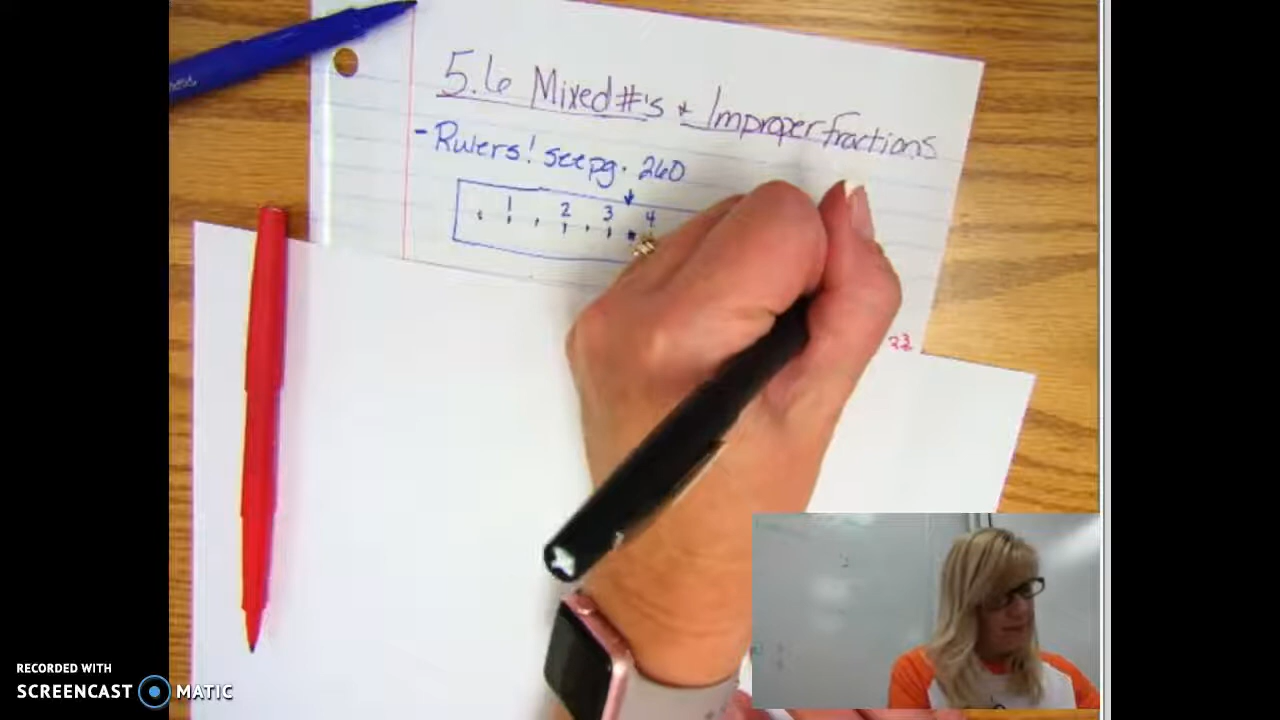 5.6 Mixed #'s + Improper fractions
- Rulers! see pg. 260
1 2 3 4
RECORDED WITH
SCREENCAST MATIC